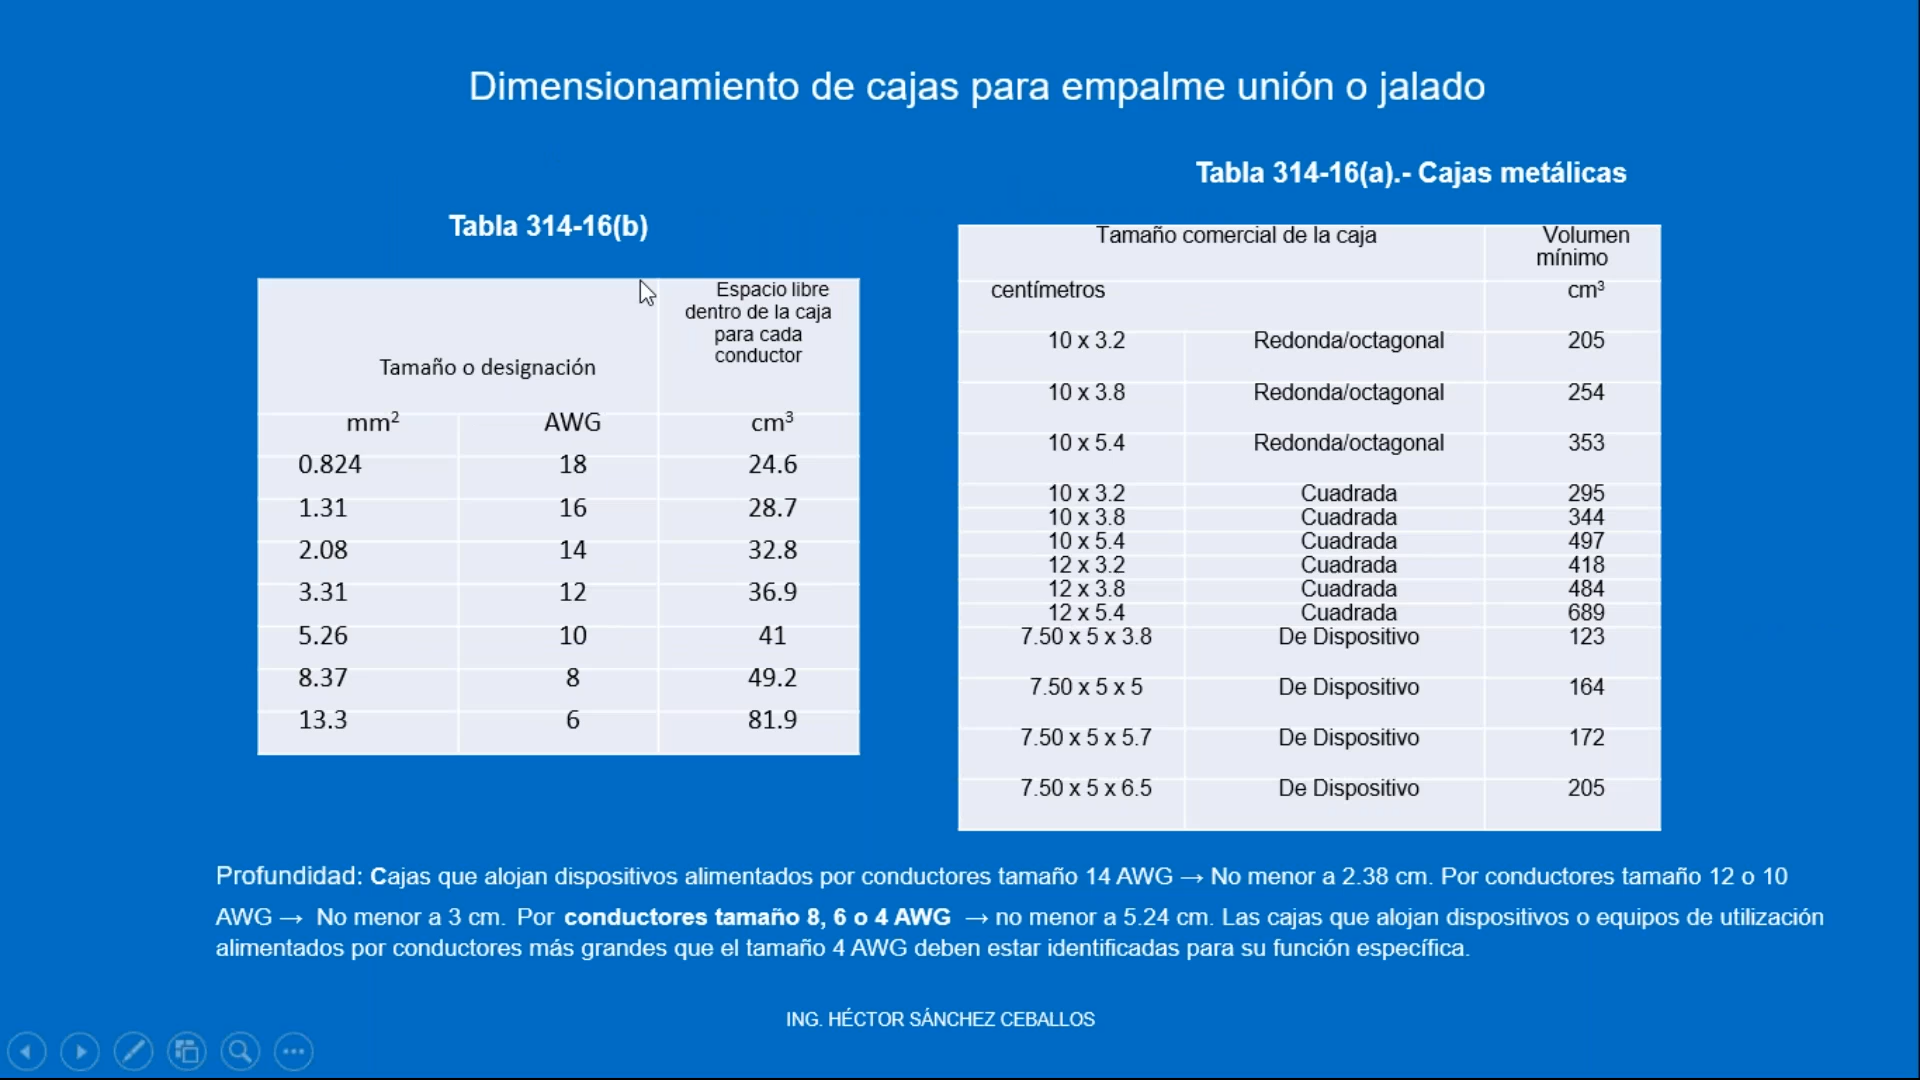 Dimensionamiento de cajas para empalme unión o jalado
Tabla 314-16(b)
Espacio libre
dentro de la caja
para cada
conductor
Tamaño o designación
mm² AWG cm³
0.824 18 24.6
1.31 16 28.7
2.08 14 32.8
3.31 12 36.9
5.26 10 41
8.37 8 49.2
13.3 6 81.9
Tabla 314-16(a).- Cajas metálicas
Tamaño comercial de la caja Volumen
mínimo
centímetros cm³
10 x 3.2 Redonda/octagonal 205
10 x 3.8 Redonda/octagonal 254
10 x 5.4 Redonda/octagonal 353
10 x 3.2 Cuadrada 295
10 x 3.8 Cuadrada 344
10 x 5.4 Cuadrada 497
12 x 3.2 Cuadrada 418
12 x 3.8 Cuadrada 484
12 x 5.4 Cuadrada 689
7.50 x 5 x 3.8 De Dispositivo 123
7.50 x 5 x 5 De Dispositivo 164
7.50 x 5 x 5.7 De Dispositivo 172
7.50 x 5 x 6.5 De Dispositivo 205
Profundidad: Cajas que alojan dispositivos alimentados por conductores tamaño 14 AWG → No menor a 2.38 cm. Por conductores tamaño 12 o 10
AWG → No menor a 3 cm. Por conductores tamaño 8, 6 o 4 AWG → no menor a 5.24 cm. Las cajas que alojan dispositivos o equipos de utilización
alimentados por conductores más grandes que el tamaño 4 AWG deben estar identificadas para su función específica.
ING. HÉCTOR SÁNCHEZ CEBALLOS